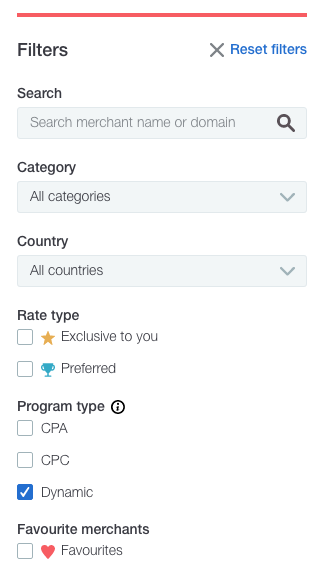 Filters
Reset filters
Search
Search merchant name or domain
Category
All categories
Country
All countries
Rate type
Exclusive to you
Preferred
Program type
CPA
CPC
Dynamic
Favourite merchants
Favourites